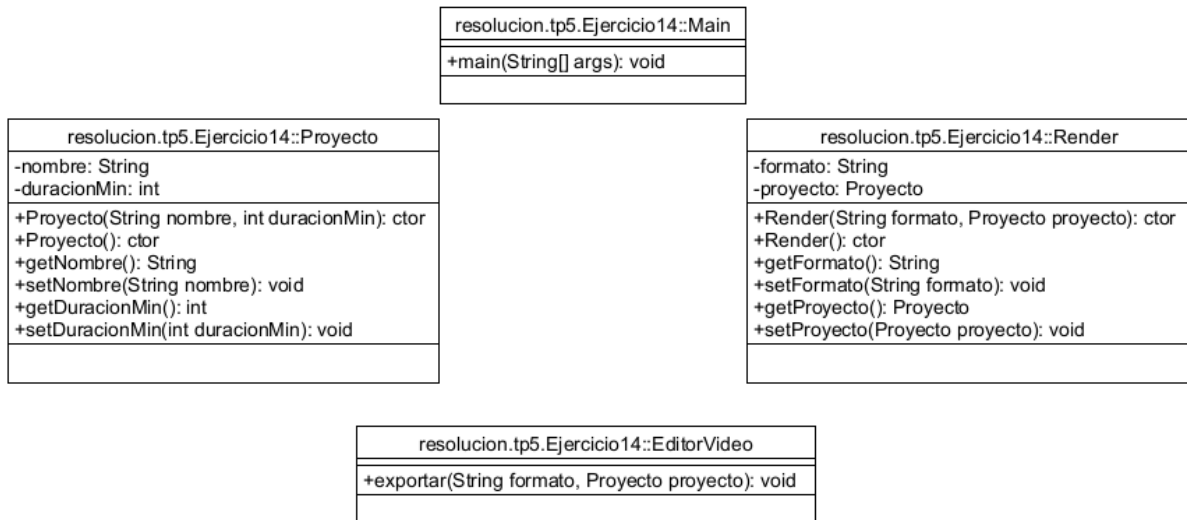 resolucion.tp5.Ejercicio14::Main
+main(String[] args): void
resolucion.tp5.Ejercicio14::Proyecto
-nombre: String
-duracionMin: int
+Proyecto(String nombre, int duracionMin): ctor
+Proyecto(): ctor
+getNombre(): String
+setNombre(String nombre): void
+getDuracionMin(): int
+setDuracionMin(int duracionMin): void
resolucion.tp5.Ejercicio14::Render
-formato: String
-proyecto: Proyecto
+Render(String formato, Proyecto proyecto): ctor
+Render(): ctor
+getFormato(): String
+setFormato(String formato): void
+getProyecto(): Proyecto
+setProyecto(Proyecto proyecto): void
resolucion.tp5.Ejercicio14::EditorVideo
+exportar(String formato, Proyecto proyecto): void